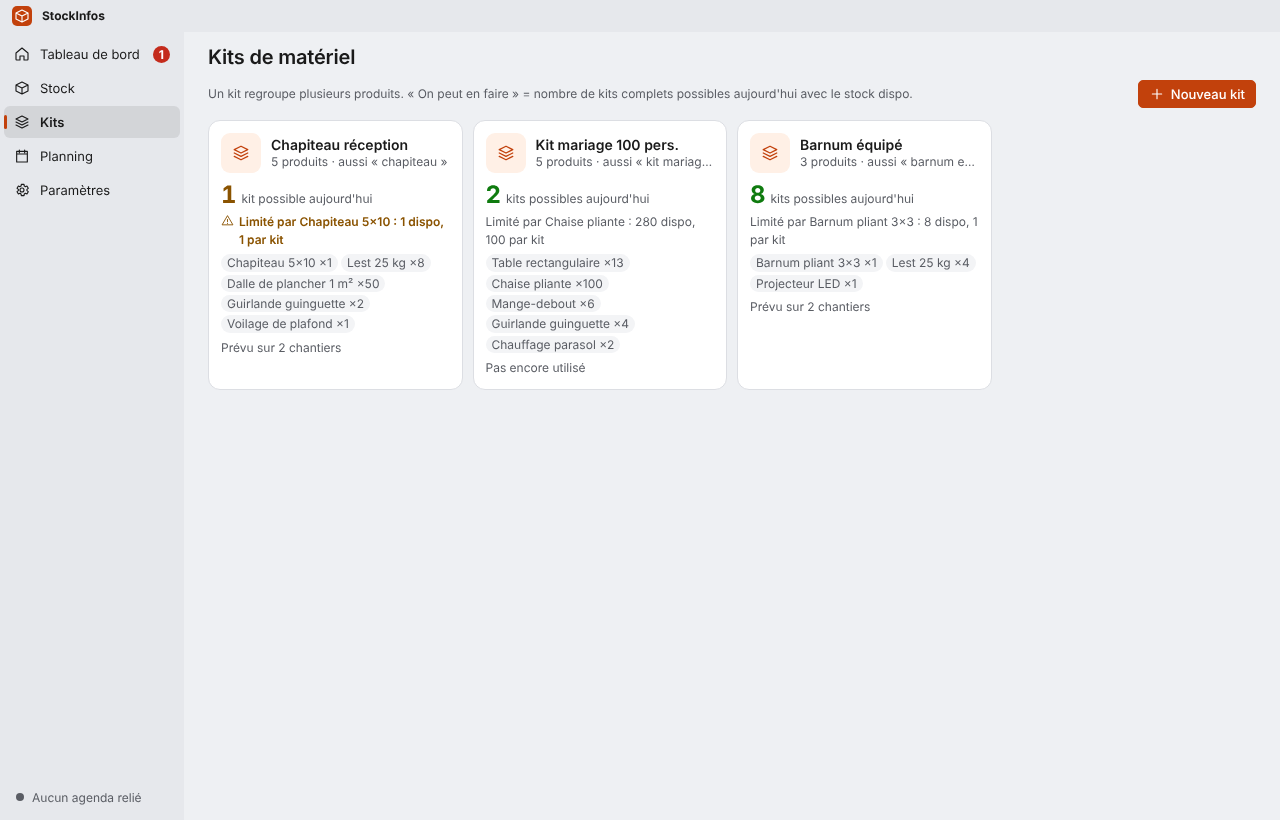 StockInfos
Tableau de bord 1
Stock
Kits
Planning
Paramètres
Aucun agenda relié
Kits de matériel
Un kit regroupe plusieurs produits. « On peut en faire » = nombre de kits complets possibles aujourd'hui avec le stock dispo.
Nouveau kit
Chapiteau réception
5 produits · aussi « chapiteau »
1 kit possible aujourd'hui
Limité par Chapiteau 5×10 : 1 dispo,
1 par kit
Chapiteau 5×10 ×1 Lest 25 kg ×8
Dalle de plancher 1 m² ×50
Guirlande guinguette ×2
Voilage de plafond ×1
Prévu sur 2 chantiers
Kit mariage 100 pers.
5 produits · aussi « kit mariag…
2 kits possibles aujourd'hui
Limité par Chaise pliante : 280 dispo,
100 par kit
Table rectangulaire ×13
Chaise pliante ×100
Mange-debout ×6
Guirlande guinguette ×4
Chauffage parasol ×2
Pas encore utilisé
Barnum équipé
3 produits · aussi « barnum e…
8 kits possibles aujourd'hui
Limité par Barnum pliant 3×3 : 8 dispo, 1
par kit
Barnum pliant 3×3 ×1 Lest 25 kg ×4
Projecteur LED ×1
Prévu sur 2 chantiers